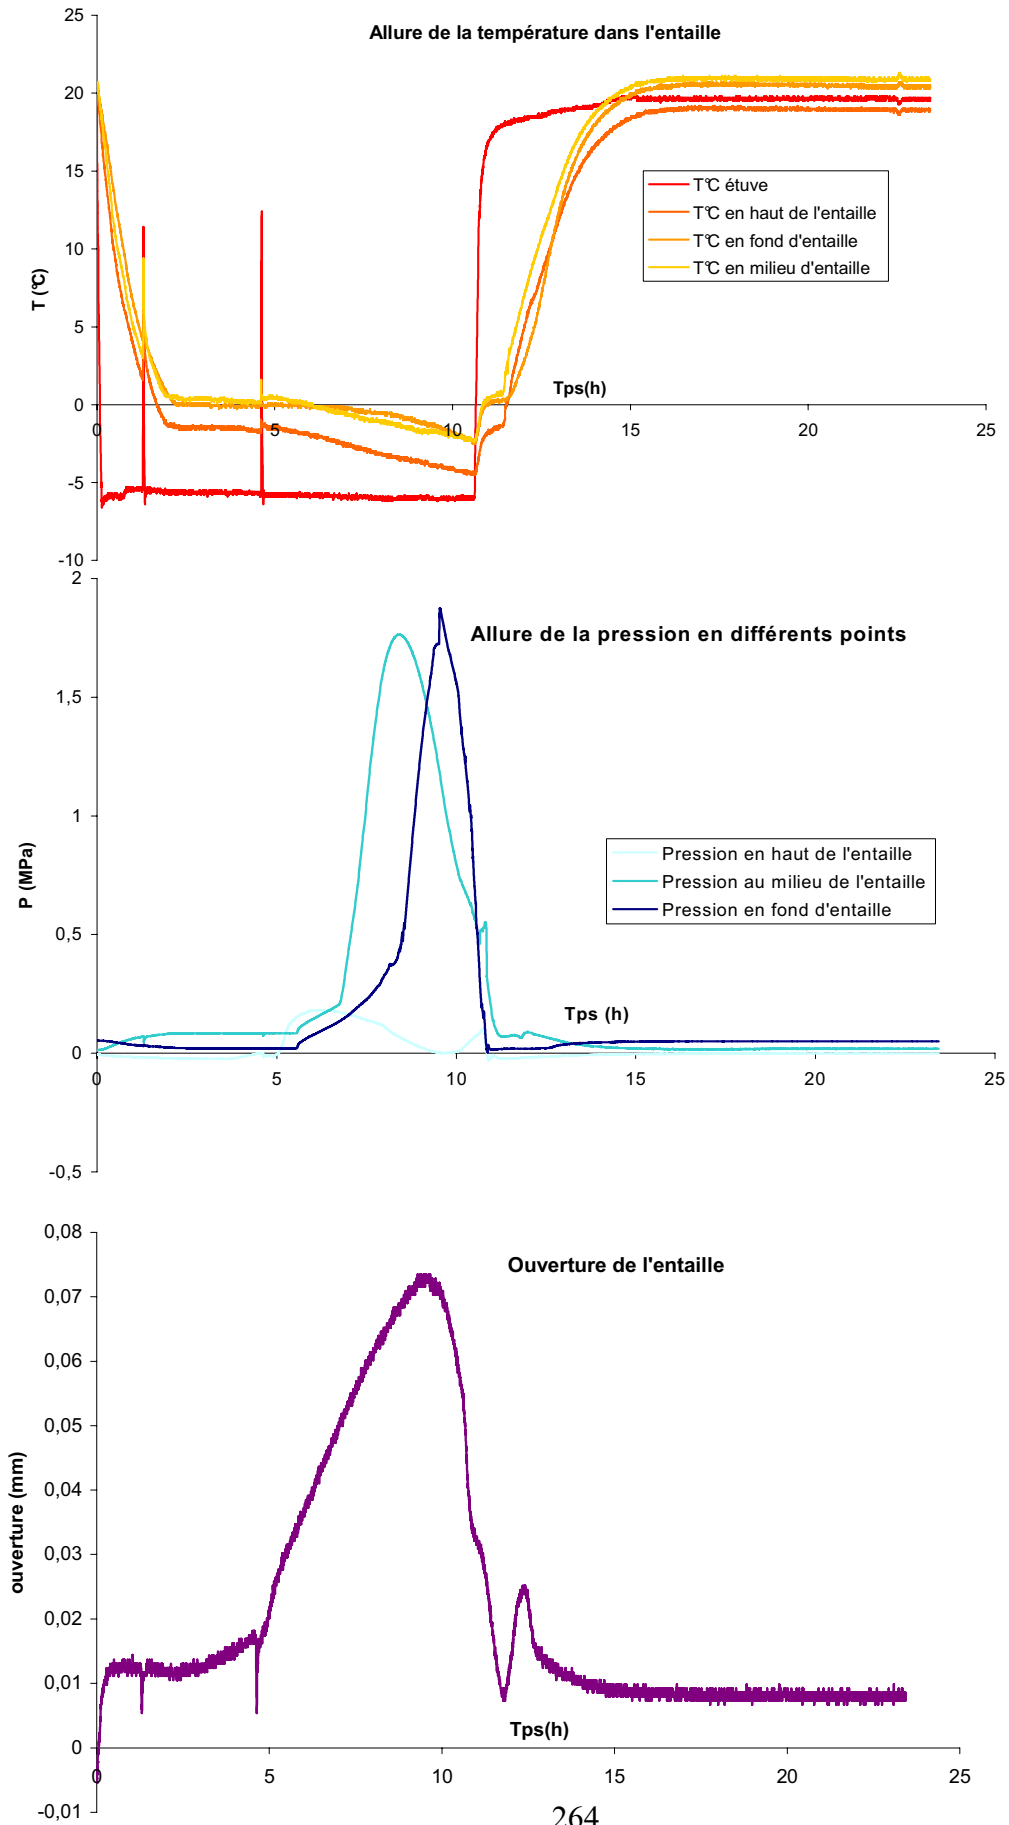 Allure de la température dans l'entaille
25
20
15
10
5
0
-5
-10
T (°C)
T°C étuve
T°C en haut de l'entaille
T°C en fond d'entaille
T°C en milieu d'entaille
Tps(h)
0 5 10 15 20 25
Allure de la pression en différents points
2
1,5
1
0,5
0
-0,5
P (MPa)
Pression en haut de l'entaille
Pression au milieu de l'entaille
Pression en fond d'entaille
Tps (h)
0 5 10 15 20 25
Ouverture de l'entaille
0,08
0,07
0,06
0,05
0,04
0,03
0,02
0,01
0
-0,01
ouverture (mm)
Tps(h)
0 5 10 15 20 25
264